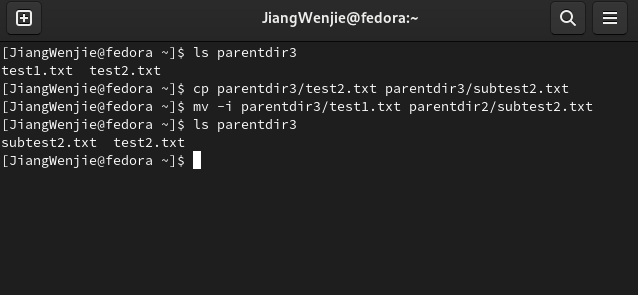 JiangWenjie@fedora:~
[JiangWenjie@fedora ~]$ ls parentdir3
test1.txt  test2.txt
[JiangWenjie@fedora ~]$ cp parentdir3/test2.txt parentdir3/subtest2.txt
[JiangWenjie@fedora ~]$ mv -i parentdir3/test1.txt parentdir2/subtest2.txt
[JiangWenjie@fedora ~]$ ls parentdir3
subtest2.txt  test2.txt
[JiangWenjie@fedora ~]$